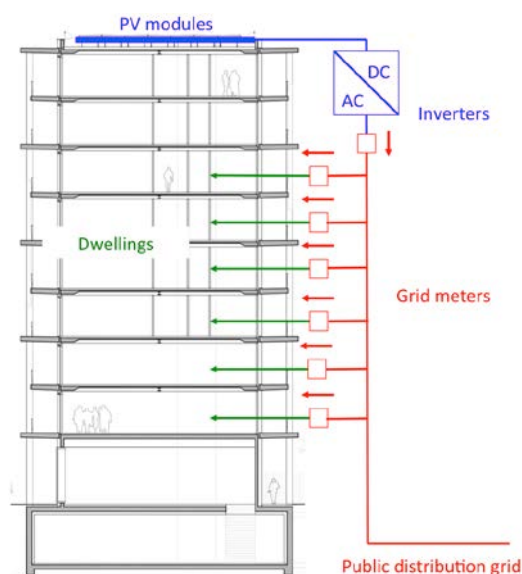 PV modules
DC
AC
Inverters
Dwellings
Grid meters
Public distribution grid